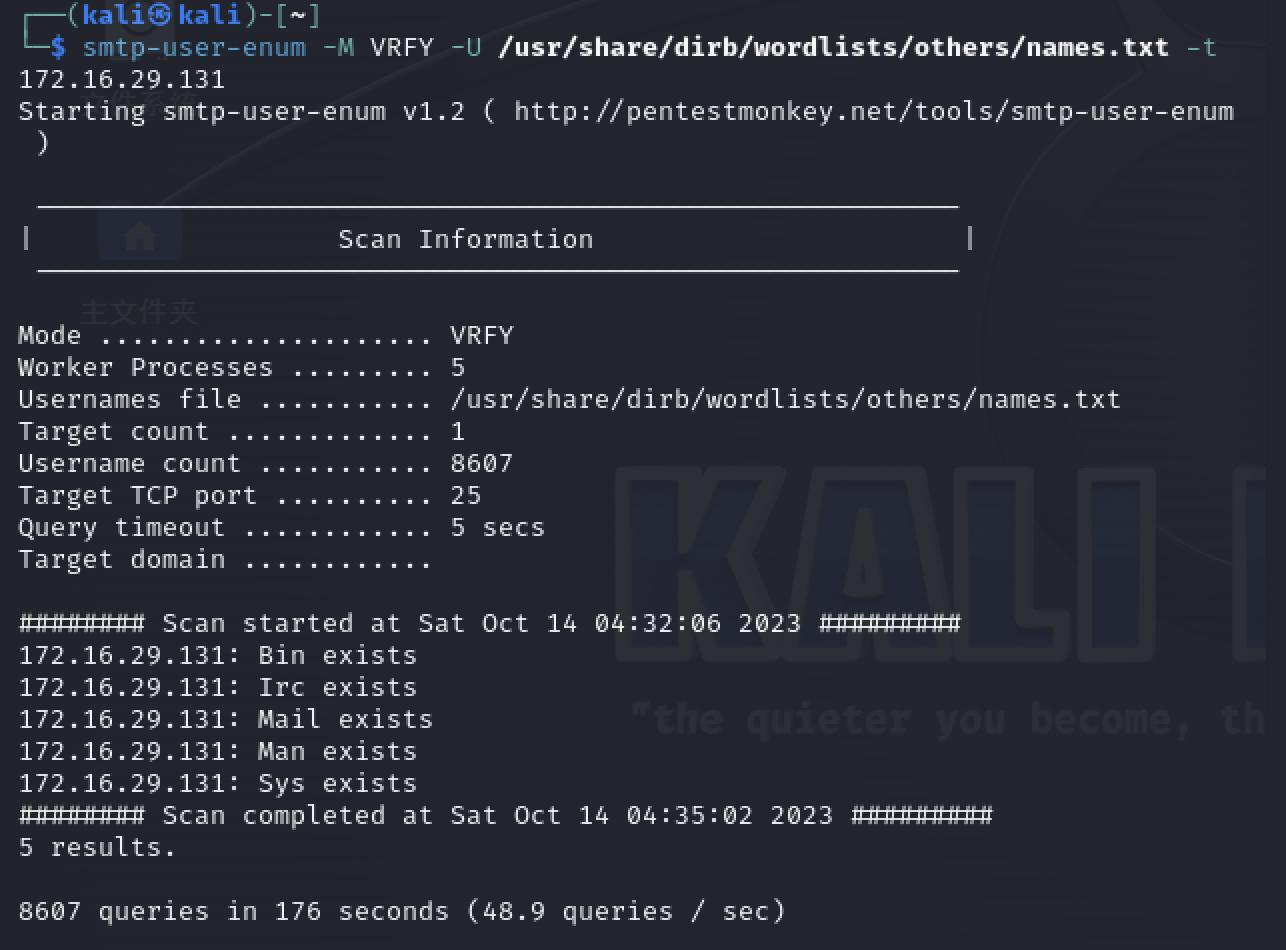 ┌──(kali㉿kali)-[~]
└─$ smtp-user-enum -M VRFY -U /usr/share/dirb/wordlists/others/names.txt -t
172.16.29.131
Starting smtp-user-enum v1.2 ( http://pentestmonkey.net/tools/smtp-user-enum
 )
|                   Scan Information                       |
主文件夹
Mode ..................... VRFY
Worker Processes ......... 5
Usernames file ........... /usr/share/dirb/wordlists/others/names.txt
Target count ............. 1
Username count ........... 8607
Target TCP port .......... 25
Query timeout ............ 5 secs
Target domain ............
KALI
######## Scan started at Sat Oct 14 04:32:06 2023 #########
172.16.29.131: Bin exists
172.16.29.131: Irc exists
172.16.29.131: Mail exists
"the quieter you become, th
172.16.29.131: Man exists
172.16.29.131: Sys exists
######## Scan completed at Sat Oct 14 04:35:02 2023 #########
5 results.
8607 queries in 176 seconds (48.9 queries / sec)